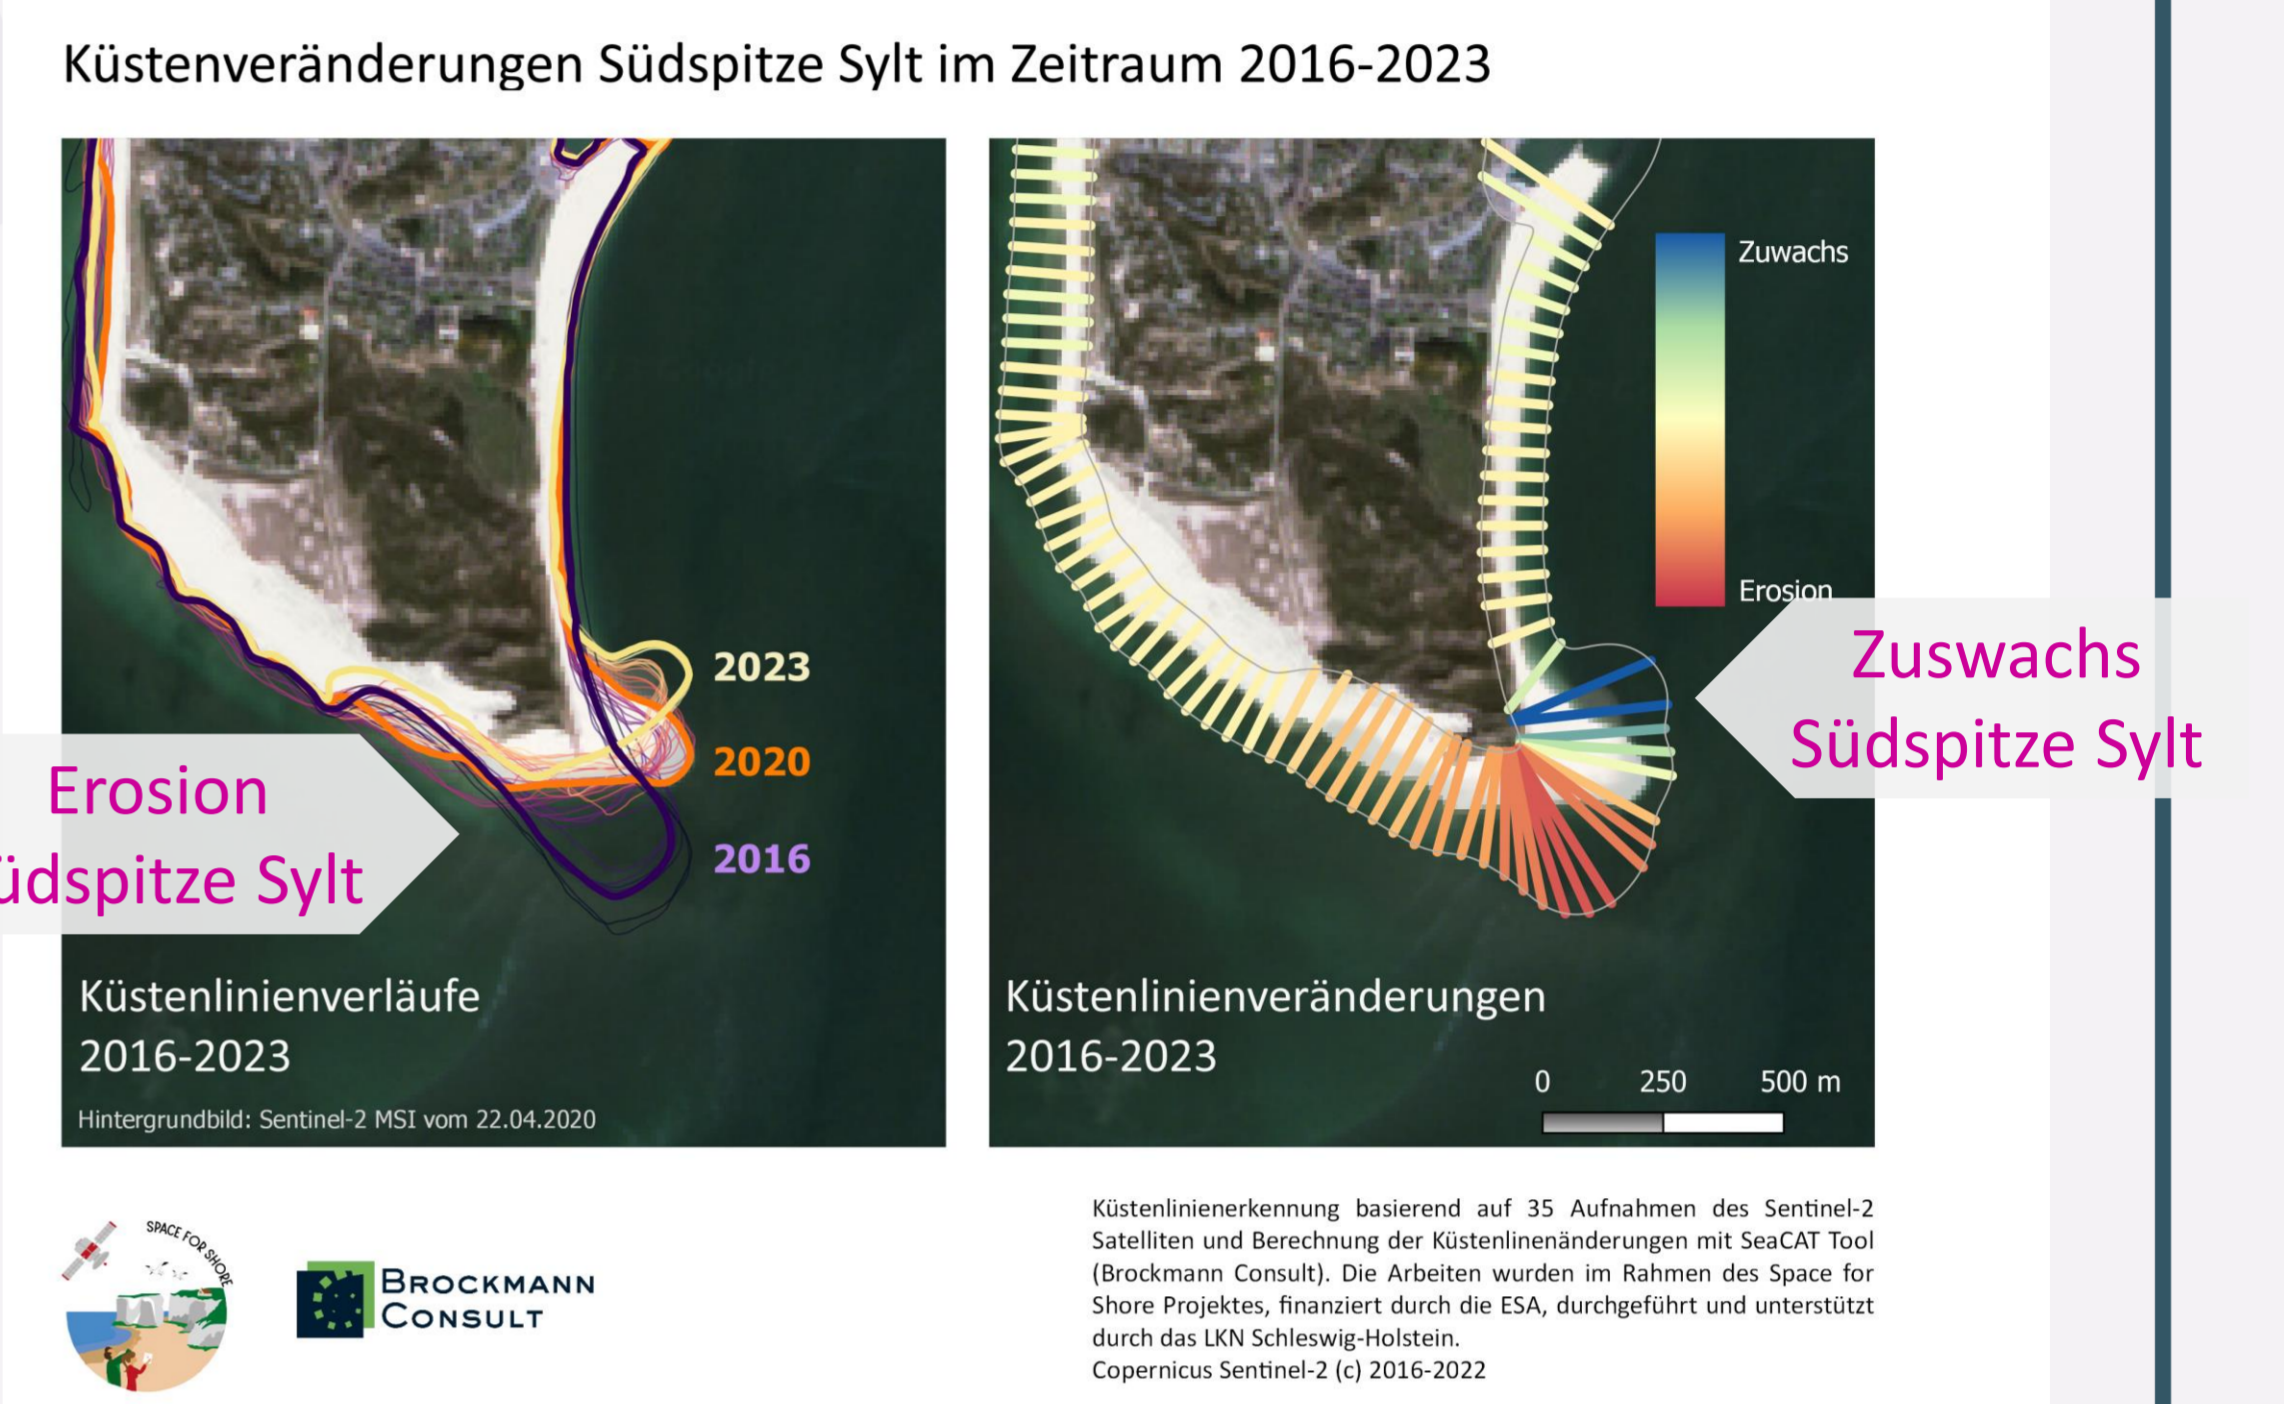 Küstenveränderungen Südspitze Sylt im Zeitraum 2016-2023
2023
2020
2016
Erosion
üdspitze Sylt
Küstenlinienverläufe
2016-2023
Hintergrundbild: Sentinel-2 MSI vom 22.04.2020
Zuwachs
Erosion
Zuswachs
Südspitze Sylt
Küstenlinienveränderungen
2016-2023
0 250 500 m
SPACE FOR SHORE
BROCKMANN
CONSULT
Küstenlinienerkennung basierend auf 35 Aufnahmen des Sentinel-2
Satelliten und Berechnung der Küstenlinenänderungen mit SeaCAT Tool
(Brockmann Consult). Die Arbeiten wurden im Rahmen des Space for
Shore Projektes, finanziert durch die ESA, durchgeführt und unterstützt
durch das LKN Schleswig-Holstein.
Copernicus Sentinel-2 (c) 2016-2022